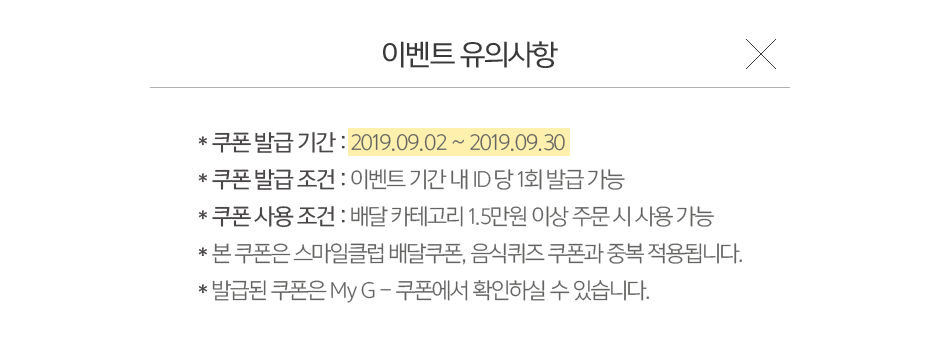 이벤트 유의사항
* 쿠폰 발급 기간 : 2019.09.02 ~ 2019.09.30
* 쿠폰 발급 조건 : 이벤트 기간 내 ID 당 1회 발급 가능
* 쿠폰 사용 조건 : 배달 카테고리 1.5만원 이상 주문 시 사용 가능
* 본 쿠폰은 스마일클럽 배달쿠폰, 음식퀴즈 쿠폰과 중복 적용됩니다.
* 발급된 쿠폰은 My G – 쿠폰에서 확인하실 수 있습니다.